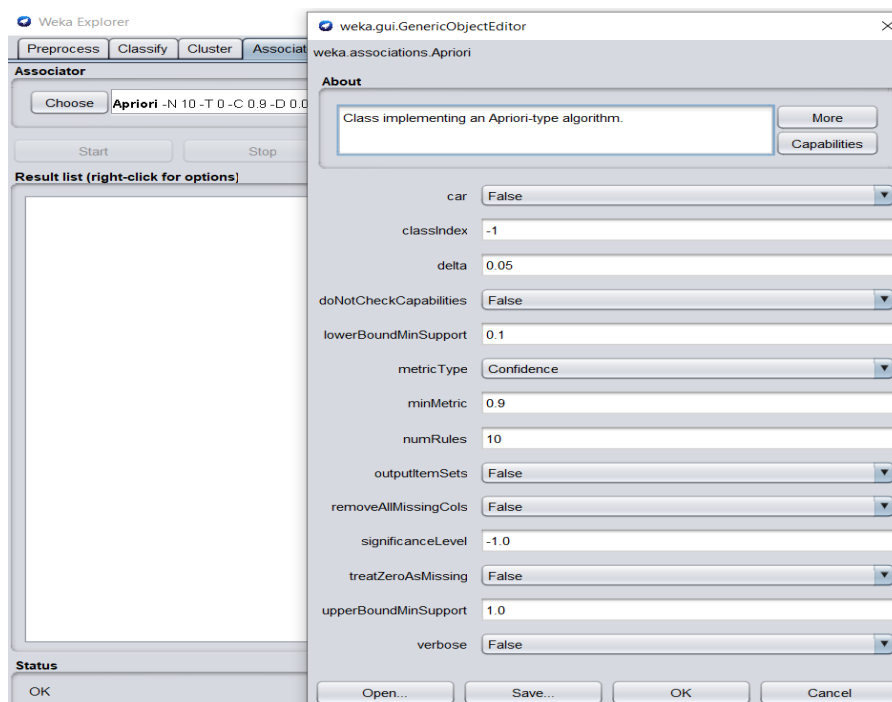 Weka Explorer
Preprocess Classify Cluster Associat
Associator
Choose Apriori -N 10 -T 0 -C 0.9 -D 0.0
Start Stop
Result list (right-click for options)
Status
OK
weka.gui.GenericObjectEditor
weka.associations.Apriori
About
Class implementing an Apriori-type algorithm.
More
Capabilities
car False
classIndex -1
delta 0.05
doNotCheckCapabilities False
lowerBoundMinSupport 0.1
metricType Confidence
minMetric 0.9
numRules 10
outputItemSets False
removeAllMissingCols False
significanceLevel -1.0
treatZeroAsMissing False
upperBoundMinSupport 1.0
verbose False
Open... Save... OK Cancel